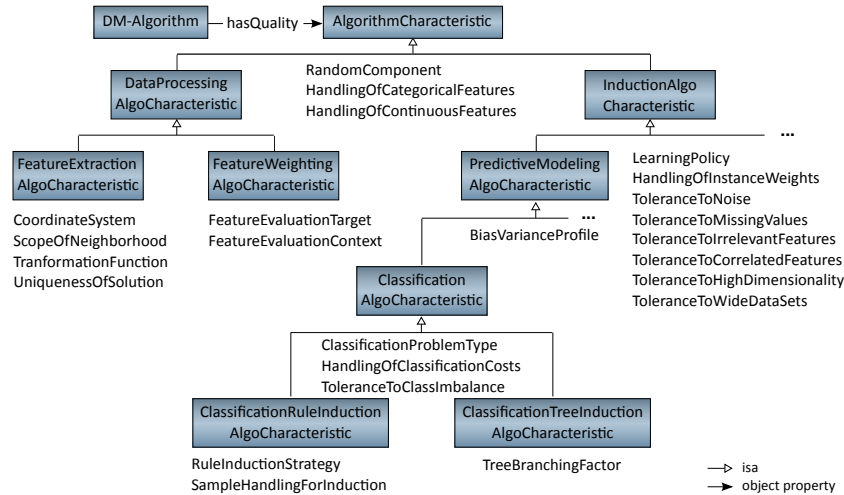 DM-Algorithm
hasQuality
AlgorithmCharacteristic
DataProcessing
AlgoCharacteristic
RandomComponent
HandlingOfCategoricalFeatures
HandlingOfContinuousFeatures
InductionAlgo
Characteristic
...
FeatureExtraction
AlgoCharacteristic
FeatureWeighting
AlgoCharacteristic
PredictiveModeling
AlgoCharacteristic
LearningPolicy
HandlingOfInstanceWeights
ToleranceToNoise
ToleranceToMissingValues
ToleranceToIrrelevantFeatures
ToleranceToCorrelatedFeatures
ToleranceToHighDimensionality
ToleranceToWideDataSets
CoordinateSystem
ScopeOfNeighborhood
TranformationFunction
UniquenessOfSolution
FeatureEvaluationTarget
FeatureEvaluationContext
...
BiasVarianceProfile
Classification
AlgoCharacteristic
ClassificationProblemType
HandlingOfClassificationCosts
ToleranceToClassImbalance
ClassificationRuleInduction
AlgoCharacteristic
ClassificationTreeInduction
AlgoCharacteristic
RuleInductionStrategy
SampleHandlingForInduction
TreeBranchingFactor
isa
object property